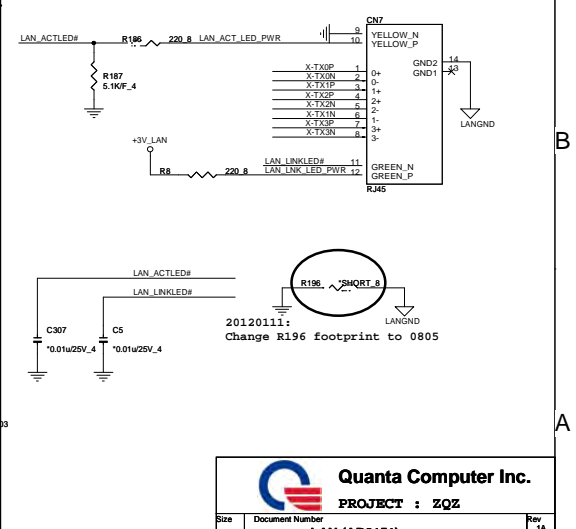 CN7
LAN_ACTLED# R186 220_8 LAN_ACT_LED_PWR 9 YELLOW_N
10 YELLOW_P
R187
5.1K/F_4
GND2 14
GND1 13
X-TX0P 1 0+
X-TX0N 2 0-
X-TX1P 3 1+
X-TX2P 4 2+
X-TX2N 5 2-
X-TX1N 6 1-
X-TX3P 7 3+
X-TX3N 8 3-
LANGND
+3V_LAN
B
LAN_LINKLED# 11 GREEN_N
R8 220_8 LAN_LNK_LED_PWR 12 GREEN_P
RJ45
LAN_ACTLED#
LAN_LINKLED#
R196 *SHORT_8
LANGND
20120111:
Change R196 footprint to 0805
C307
*0.01u/25V_4
C5
*0.01u/25V_4
03
A
Quanta Computer Inc.
PROJECT : ZQZ
Size Document Number Rev
1A